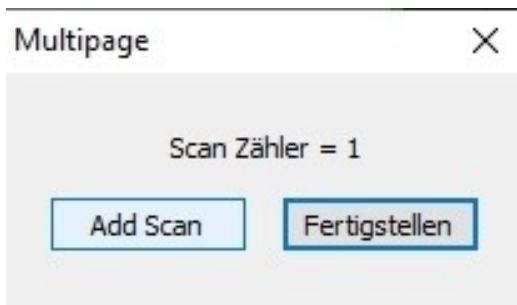 Multipage
Scan Zähler = 1
Add Scan Fertigstellen